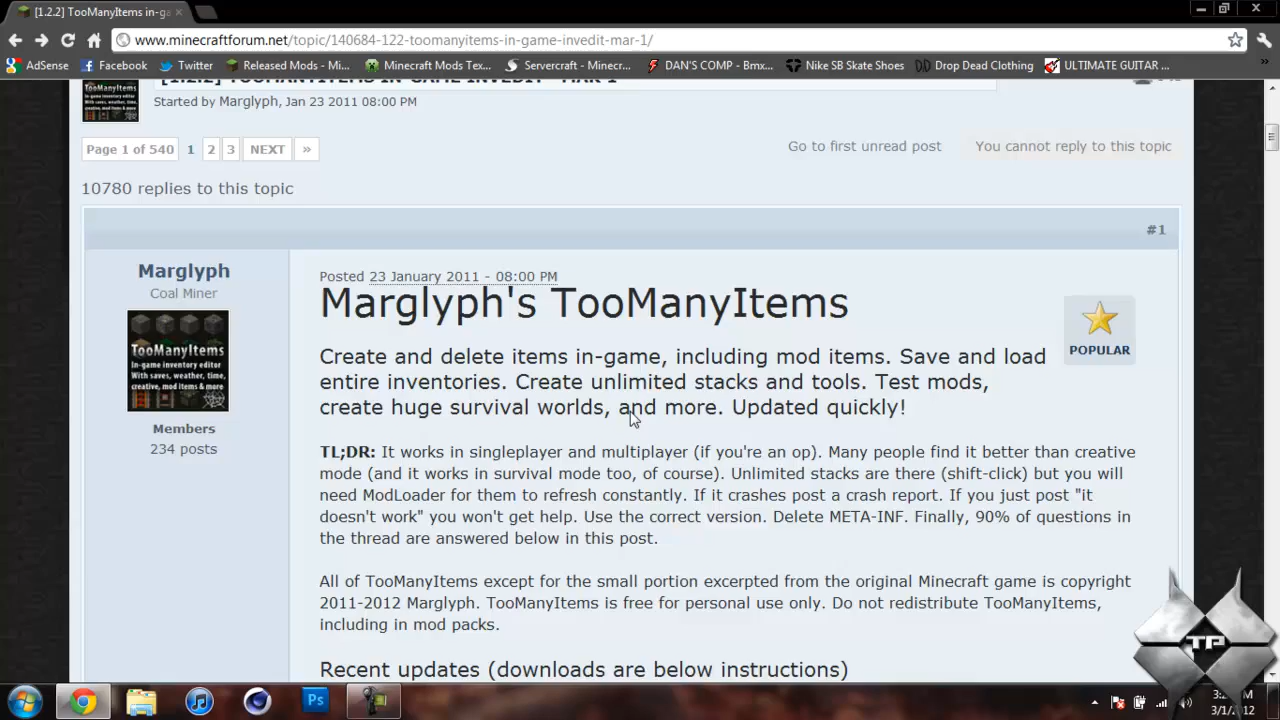 [1.2.2] TooManyItems in-ga
www.minecraftforum.net/topic/140684-122-toomanyitems-in-game-invedit-mar-1/
AdSense Facebook Twitter Released Mods - Mi... Minecraft Mods Tex... Servercraft - Minecr... DAN'S COMP - Bmx... Nike SB Skate Shoes Drop Dead Clothing ULTIMATE GUITAR ... »
[1.2.2] TOOMANYITEMS IN-GAME INVEDIT - MAR 1
Started by Marglyph, Jan 23 2011 08:00 PM
Page 1 of 540 1 2 3 NEXT »
Go to first unread post You cannot reply to this topic
10780 replies to this topic
#1
Marglyph
Coal Miner
TooManyItems
In-game inventory editor
With saves, weather, time,
creative, mod items & more
Members
234 posts
Posted 23 January 2011 - 08:00 PM
Marglyph's TooManyItems
POPULAR
Create and delete items in-game, including mod items. Save and load
entire inventories. Create unlimited stacks and tools. Test mods,
create huge survival worlds, and more. Updated quickly!
TL;DR: It works in singleplayer and multiplayer (if you're an op). Many people find it better than creative
mode (and it works in survival mode too, of course). Unlimited stacks are there (shift-click) but you will
need ModLoader for them to refresh constantly. If it crashes post a crash report. If you just post "it
doesn't work" you won't get help. Use the correct version. Delete META-INF. Finally, 90% of questions in
the thread are answered below in this post.
All of TooManyItems except for the small portion excerpted from the original Minecraft game is copyright
2011-2012 Marglyph. TooManyItems is free for personal use only. Do not redistribute TooManyItems,
including in mod packs.
Recent updates (downloads are below instructions)
TP
Ps
3/1/2012